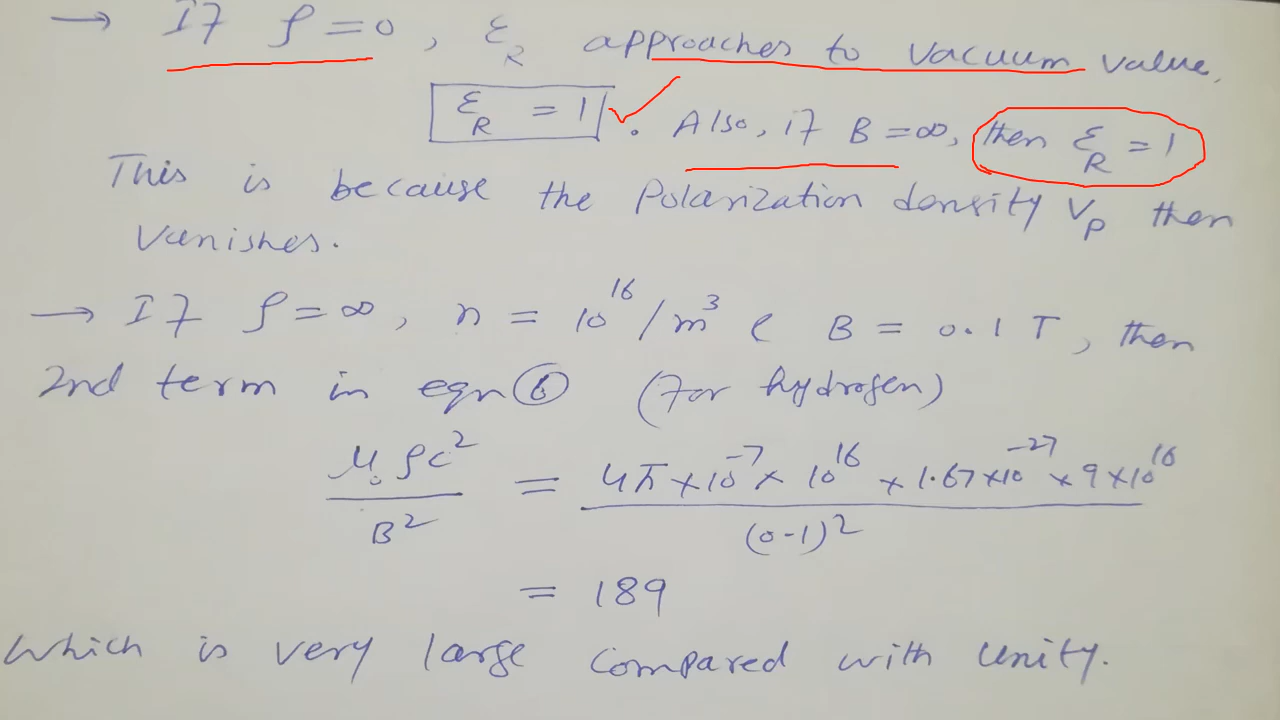 → If ρ = 0, ε_R approaches to vacuum value,
ε_R = 1 . Also, if B = ∞, then ε_R = 1
This is because the Polarization density V_p then
vanishes.
→ If ρ = ∞, n = 10^16/m^3 & B = 0.1 T, then
2nd term in eqn ⑥ (for hydrogen)
μ₀ρc²/B² = 4π×10^-7 × 10^16 × 1.67×10^-27 × 9×10^16/(0.1)²
= 189
which is very large compared with unity.